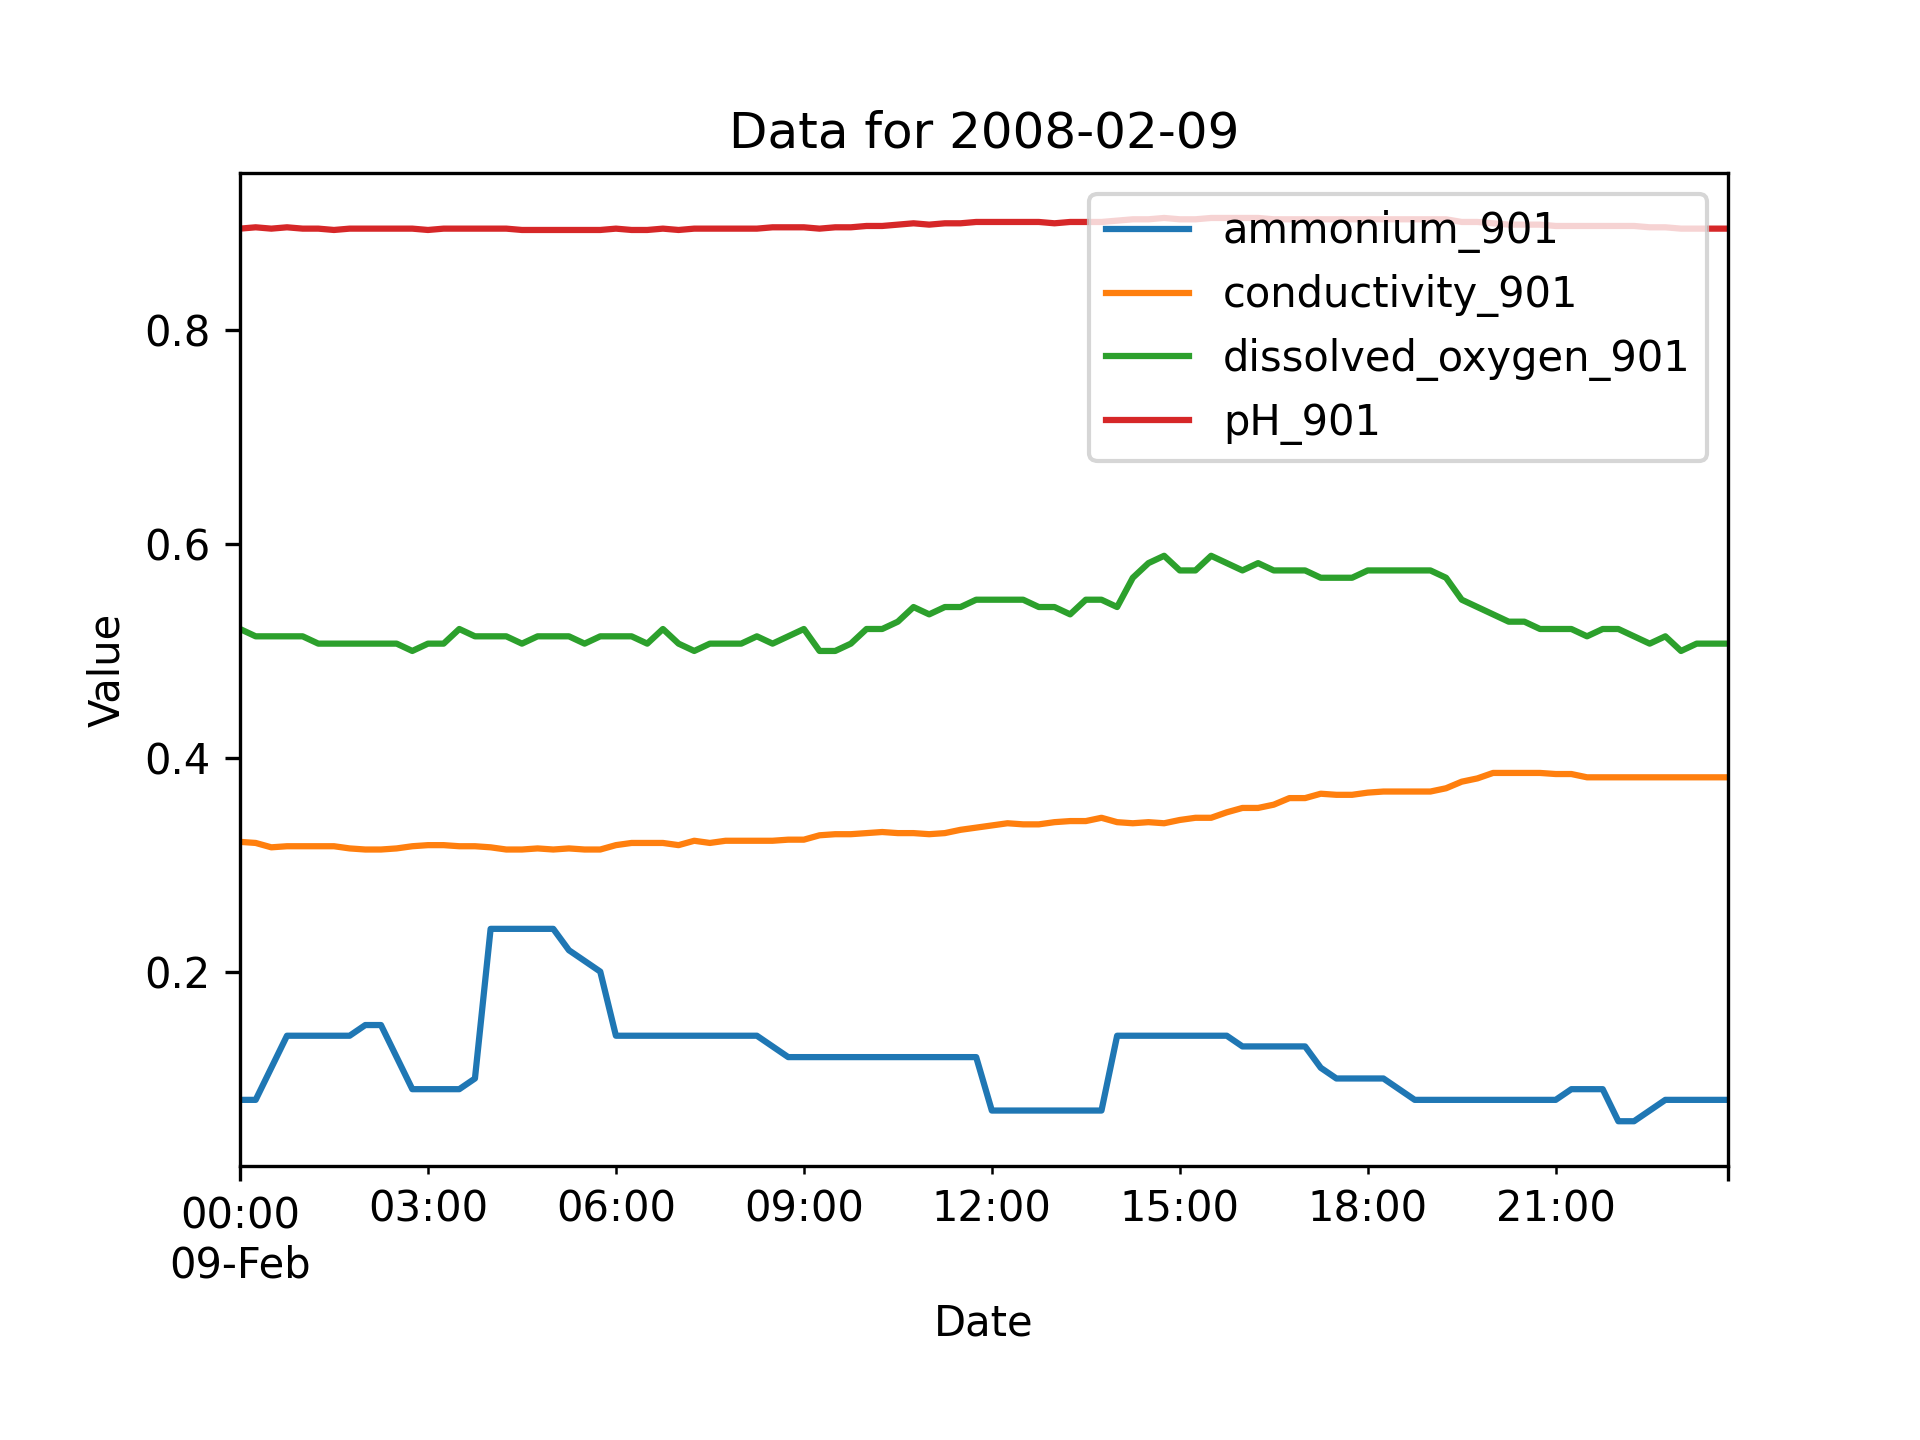 Data for 2008-02-09
ammonium_901
conductivity_901
dissolved_oxygen_901
pH_901
0.8
0.6
0.4
0.2
Value
00:00 03:00 06:00 09:00 12:00 15:00 18:00 21:00
09-Feb
Date